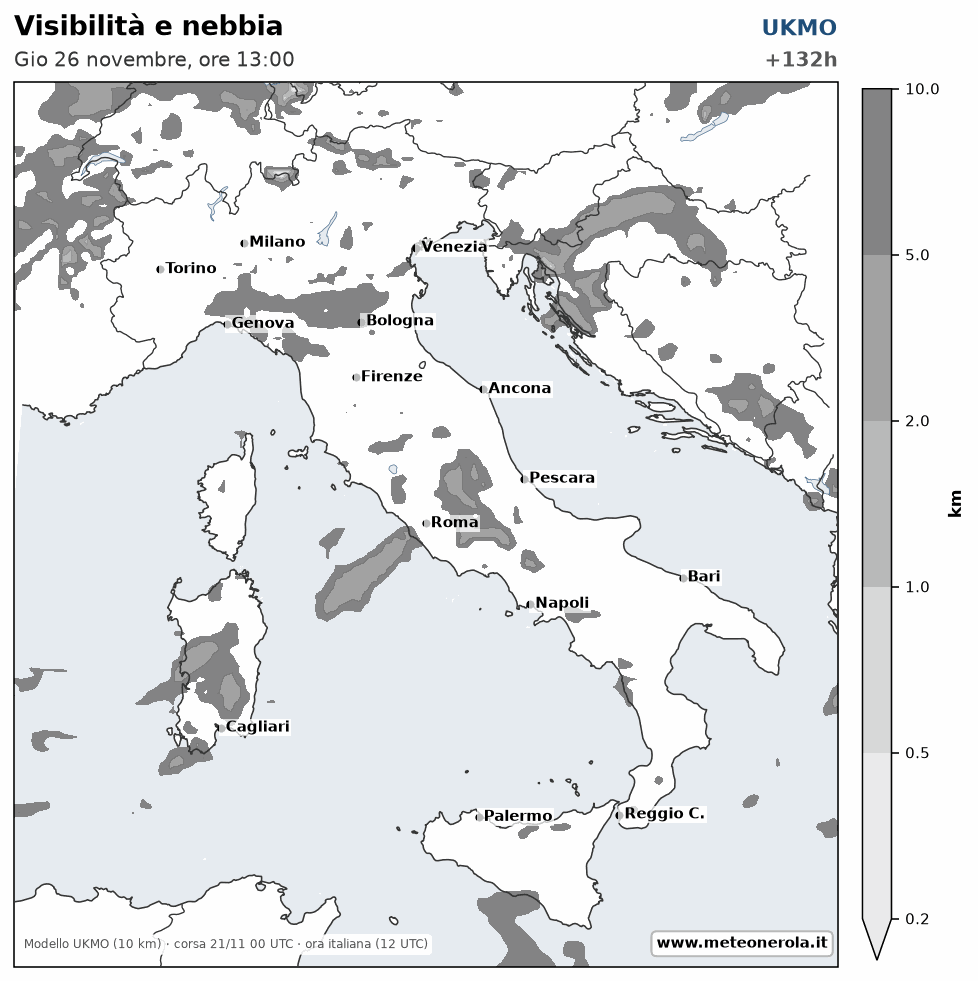 Visibilità e nebbia
UKMO
Gio 26 novembre, ore 13:00
+132h
10.0
5.0
2.0
1.0
0.5
0.2
km
Milano
Venezia
Torino
Genova
Bologna
Firenze
Ancona
Pescara
Roma
Bari
Napoli
Cagliari
Palermo
Reggio C.
Modello UKMO (10 km) · corsa 21/11 00 UTC · ora italiana (12 UTC)
www.meteonerola.it